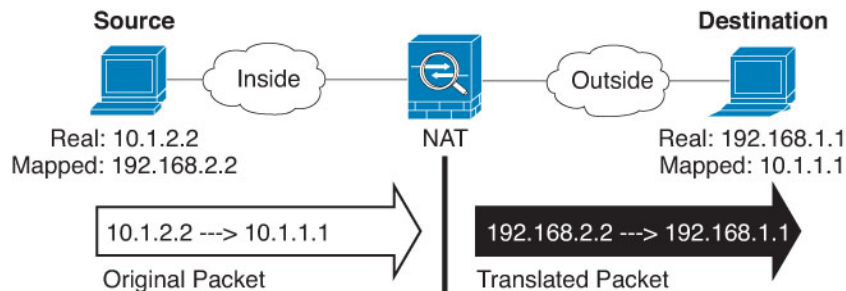 Source
Destination
Inside
Outside
Real: 10.1.2.2
Mapped: 192.168.2.2
NAT
Real: 192.168.1.1
Mapped: 10.1.1.1
10.1.2.2 ---> 10.1.1.1
192.168.2.2 ---> 192.168.1.1
Original Packet
Translated Packet